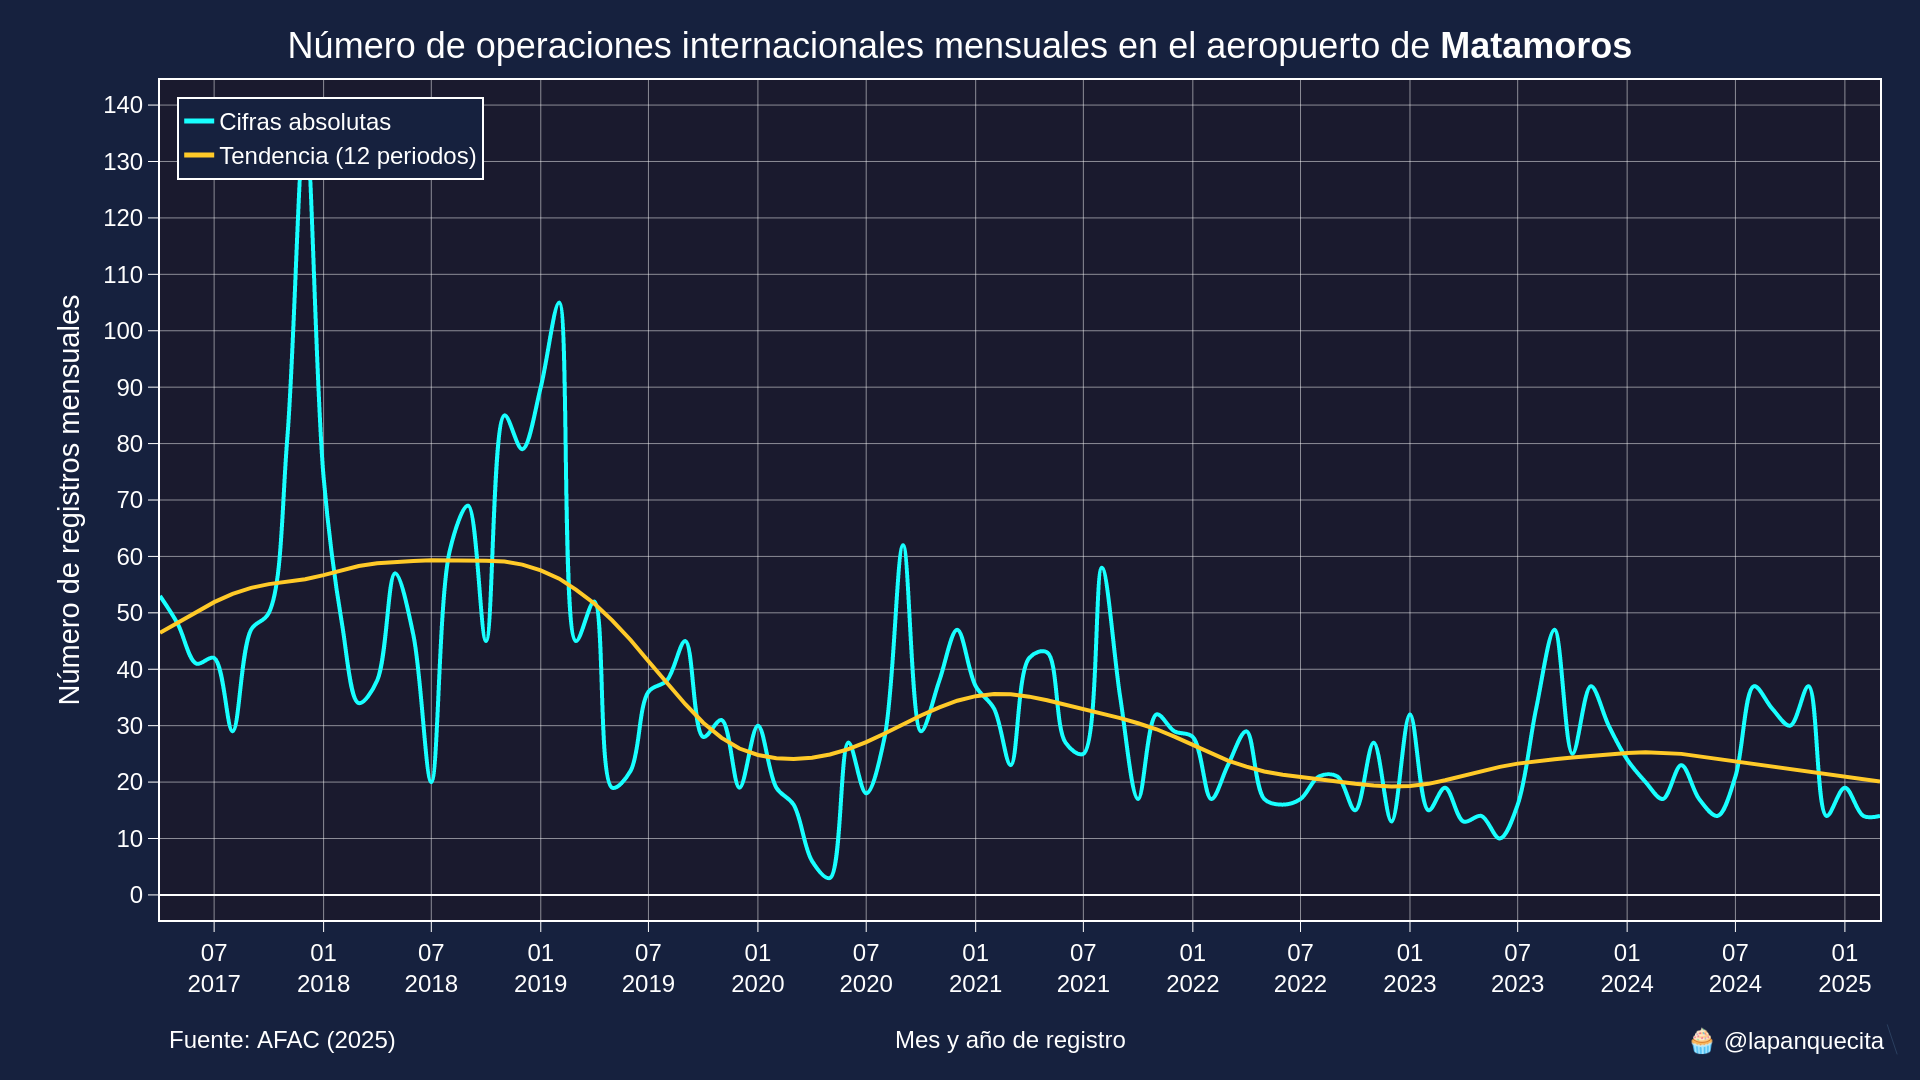 Número de operaciones internacionales mensuales en el aeropuerto de Matamoros
Cifras absolutas
Tendencia (12 periodos)
Número de registros mensuales
140
130
120
110
100
90
80
70
60
50
40
30
20
10
0
07 01 07 01 07 01 07 01 07 01 07 01 07 01 07 01
2017 2018 2018 2019 2019 2020 2020 2021 2021 2022 2022 2023 2023 2024 2024 2025
Fuente: AFAC (2025)
Mes y año de registro
🧁 @lapanquecita